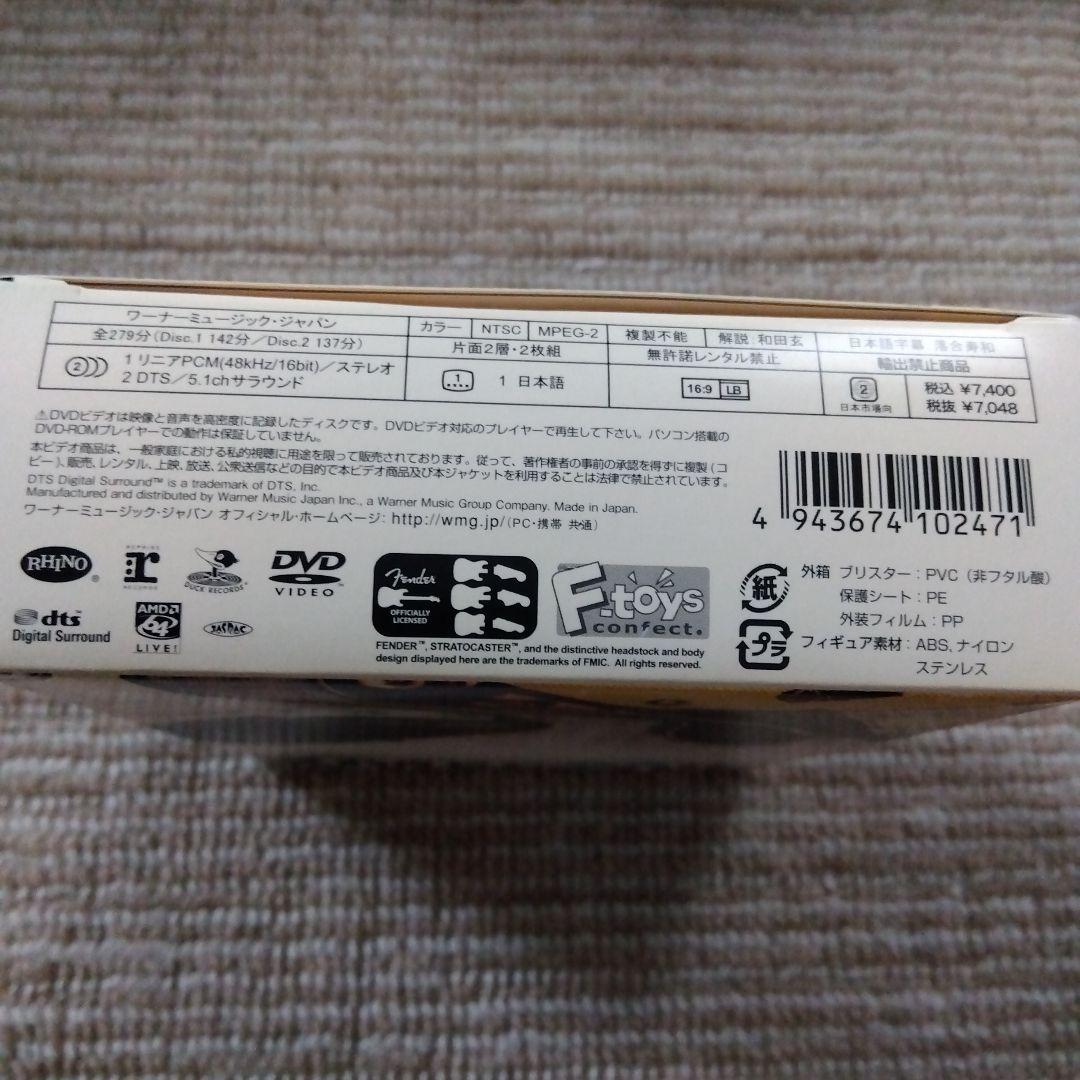 ワーナーミュージック・ジャパン
カラー NTSC MPEG-2 複製不能 解説 和田玄 日本語字幕 落合寿和
全279分(Disc.1 142分/Disc.2 137分)
片面2層・2枚組 無許諾レンタル禁止 輸出禁止商品
2 1 リニアPCM(48kHz/16bit)/ステレオ
2 DTS/5.1chサラウンド
1 1 日本語 16:9 LB 2 日本市場向 税込 ¥7,400
税抜 ¥7,048
⚠DVDビデオは映像と音声を高密度に記録したディスクです。DVDビデオ対応のプレイヤーで再生して下さい。パソコン搭載の
DVD-ROMプレイヤーでの動作は保証していません。
本ビデオ商品は、一般家庭における私的視聴に用途を限って販売されております。従って、著作権者の事前の承認を得ずに複製(コ
ピー)、販売、レンタル、上映、放送、公衆送信などの目的で本ビデオ商品及び本ジャケットを利用することは法律で禁止されています。
DTS Digital Surround™ is a trademark of DTS, Inc.
Manufactured and distributed by Warner Music Japan Inc., a Warner Music Group Company. Made in Japan.
ワーナーミュージック・ジャパン オフィシャル・ホームページ: http://wmg.jp/(PC・携帯 共通)
4 943674 102471
RHINO ®
REPRISE
r
RECORDS
DUCK RECORDS
DVD
VIDEO
dts
Digital Surround
AMD
64
LIVE!
JASRAC
Fender
OFFICIALLY
LICENSED
F.toys
confect.
FENDER™, STRATOCASTER™, and the distinctive headstock and body
design displayed here are the trademarks of FMIC. All rights reserved.
紙
プラ
外箱 ブリスター：PVC（非フタル酸）
保護シート：PE
外装フィルム：PP
フィギュア素材：ABS、ナイロン
ステンレス